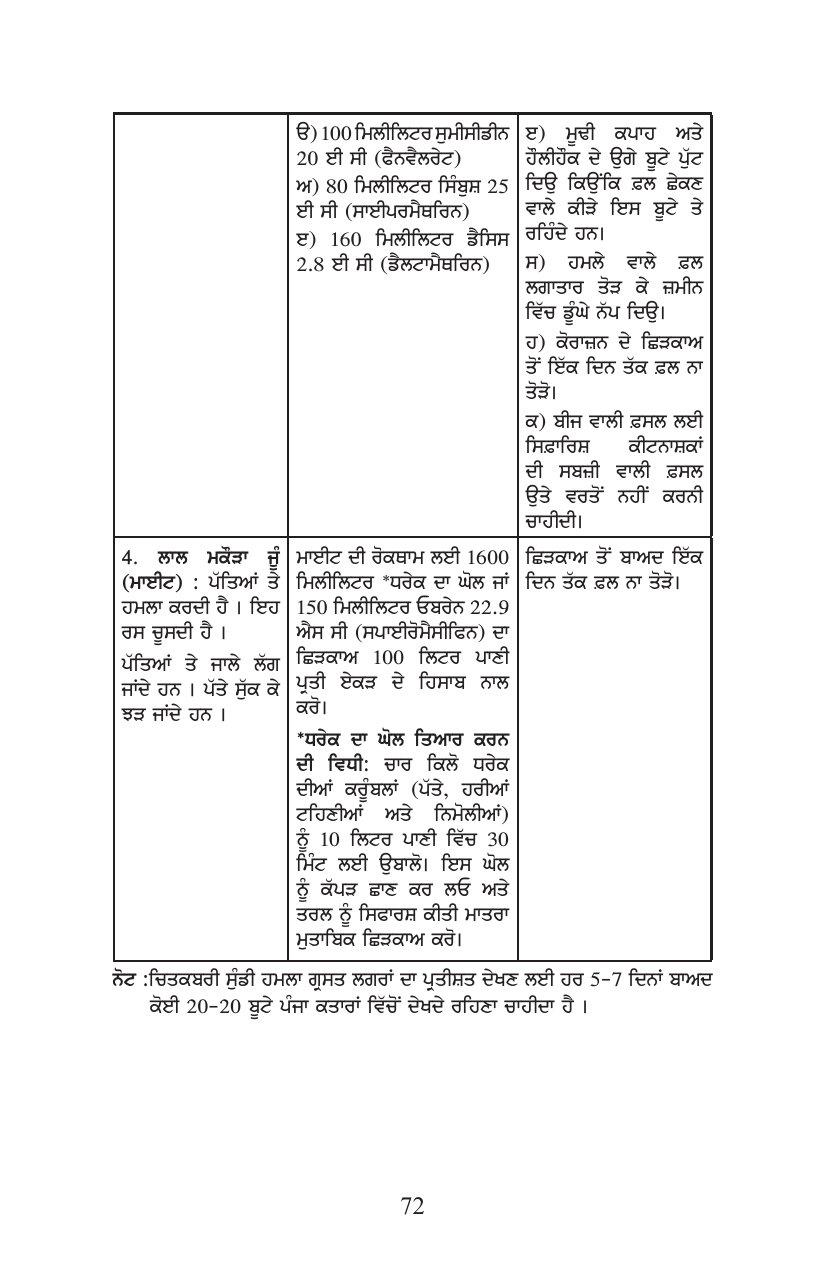 ੳ) 100 ਮਿਲੀਲਿਟਰ ਸੁਮੀਸੀਡੀਨ
20 ਈ ਸੀ (ਫੈਨਵੈਲਰੇਟ)
ਅ) 80 ਮਿਲੀਲਿਟਰ ਸਿੰਬੁਸ਼ 25
ਈ ਸੀ (ਸਾਈਪਰਮੈਥਰਿਨ)
ੲ) 160 ਮਿਲੀਲਿਟਰ ਡੈਸਿਸ
2.8 ਈ ਸੀ (ਡੈਲਟਾਮੈਥਰਿਨ)
ੲ) ਮੂਢੀ ਕਪਾਹ ਅਤੇ
ਹੌਲੀਹੌਕ ਦੇ ਉਗੇ ਬੂਟੇ ਪੁੱਟ
ਦਿਉ ਕਿਉਂਕਿ ਫ਼ਲ ਛੇਕਣ
ਵਾਲੇ ਕੀੜੇ ਇਸ ਬੂਟੇ ਤੇ
ਰਹਿੰਦੇ ਹਨ।
ਸ) ਹਮਲੇ ਵਾਲੇ ਫ਼ਲ
ਲਗਾਤਾਰ ਤੋੜ ਕੇ ਜ਼ਮੀਨ
ਵਿੱਚ ਡੂੰਘੇ ਨੱਪ ਦਿਉ।
ਹ) ਕੋਰਾਜ਼ਨ ਦੇ ਛਿੜਕਾਅ
ਤੋਂ ਇੱਕ ਦਿਨ ਤੱਕ ਫ਼ਲ ਨਾ
ਤੋੜੋ।
ਕ) ਬੀਜ ਵਾਲੀ ਫ਼ਸਲ ਲਈ
ਸਿਫ਼ਾਰਿਸ਼ ਕੀਟਨਾਸ਼ਕਾਂ
ਦੀ ਸਬਜ਼ੀ ਵਾਲੀ ਫ਼ਸਲ
ਉਤੇ ਵਰਤੋਂ ਨਹੀਂ ਕਰਨੀ
ਚਾਹੀਦੀ।
4. ਲਾਲ ਮਕੌੜਾ ਜੂੰ
(ਮਾਈਟ) : ਪੱਤਿਆਂ ਤੇ
ਹਮਲਾ ਕਰਦੀ ਹੈ । ਇਹ
ਰਸ ਚੂਸਦੀ ਹੈ ।
ਪੱਤਿਆਂ ਤੇ ਜਾਲੇ ਲੱਗ
ਜਾਂਦੇ ਹਨ । ਪੱਤੇ ਸੁੱਕ ਕੇ
ਝੜ ਜਾਂਦੇ ਹਨ ।
ਮਾਈਟ ਦੀ ਰੋਕਥਾਮ ਲਈ 1600
ਮਿਲੀਲਿਟਰ *ਧਰੇਕ ਦਾ ਘੋਲ ਜਾਂ
150 ਮਿਲੀਲਿਟਰ ਓਬਰੇਨ 22.9
ਐਸ ਸੀ (ਸਪਾਈਰੋਮੈਸੀਫਿਨ) ਦਾ
ਛਿੜਕਾਅ 100 ਲਿਟਰ ਪਾਣੀ
ਪ੍ਰਤੀ ਏਕੜ ਦੇ ਹਿਸਾਬ ਨਾਲ
ਕਰੋ।
*ਧਰੇਕ ਦਾ ਘੋਲ ਤਿਆਰ ਕਰਨ
ਦੀ ਵਿਧੀ: ਚਾਰ ਕਿਲੋ ਧਰੇਕ
ਦੀਆਂ ਕਰੂੰਬਲਾਂ (ਪੱਤੇ, ਹਰੀਆਂ
ਟਹਿਣੀਆਂ ਅਤੇ ਨਿਮੋਲੀਆਂ)
ਨੂੰ 10 ਲਿਟਰ ਪਾਣੀ ਵਿੱਚ 30
ਮਿੰਟ ਲਈ ਉਬਾਲੋ। ਇਸ ਘੋਲ
ਨੂੰ ਕੱਪੜ ਛਾਣ ਕਰ ਲਓ ਅਤੇ
ਤਰਲ ਨੂੰ ਸਿਫਾਰਸ਼ ਕੀਤੀ ਮਾਤਰਾ
ਮੁਤਾਬਿਕ ਛਿੜਕਾਅ ਕਰੋ।
ਛਿੜਕਾਅ ਤੋਂ ਬਾਅਦ ਇੱਕ
ਦਿਨ ਤੱਕ ਫ਼ਲ ਨਾ ਤੋੜੋ।
ਨੋਟ :ਚਿਤਕਬਰੀ ਸੁੰਡੀ ਹਮਲਾ ਗ੍ਰਸਤ ਲਗਰਾਂ ਦਾ ਪ੍ਰਤੀਸ਼ਤ ਦੇਖਣ ਲਈ ਹਰ 5-7 ਦਿਨਾਂ ਬਾਅਦ
ਕੋਈ 20-20 ਬੂਟੇ ਪੰਜਾ ਕਤਾਰਾਂ ਵਿੱਚੋਂ ਦੇਖਦੇ ਰਹਿਣਾ ਚਾਹੀਦਾ ਹੈ ।
72